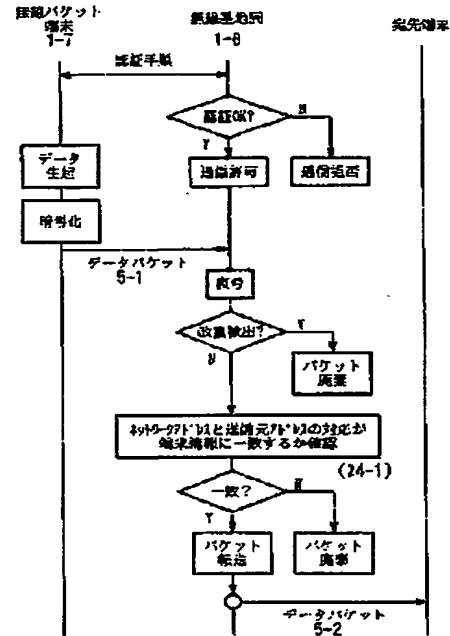 無線パケット
端末
1-7
無線基地局
1-8
宛先端末
認証手順
認証OK?
N
Y
データ
生起
通信許可
通信拒否
暗号化
データパケット
5-1
復号
改竄検出?
Y
N
パケット
廃棄
ネットワークアドレスと送信元アドレスの対応が
端末情報に一致するか確認
(24-1)
一致?
N
Y
パケット
転送
パケット
廃棄
データパケット
5-2